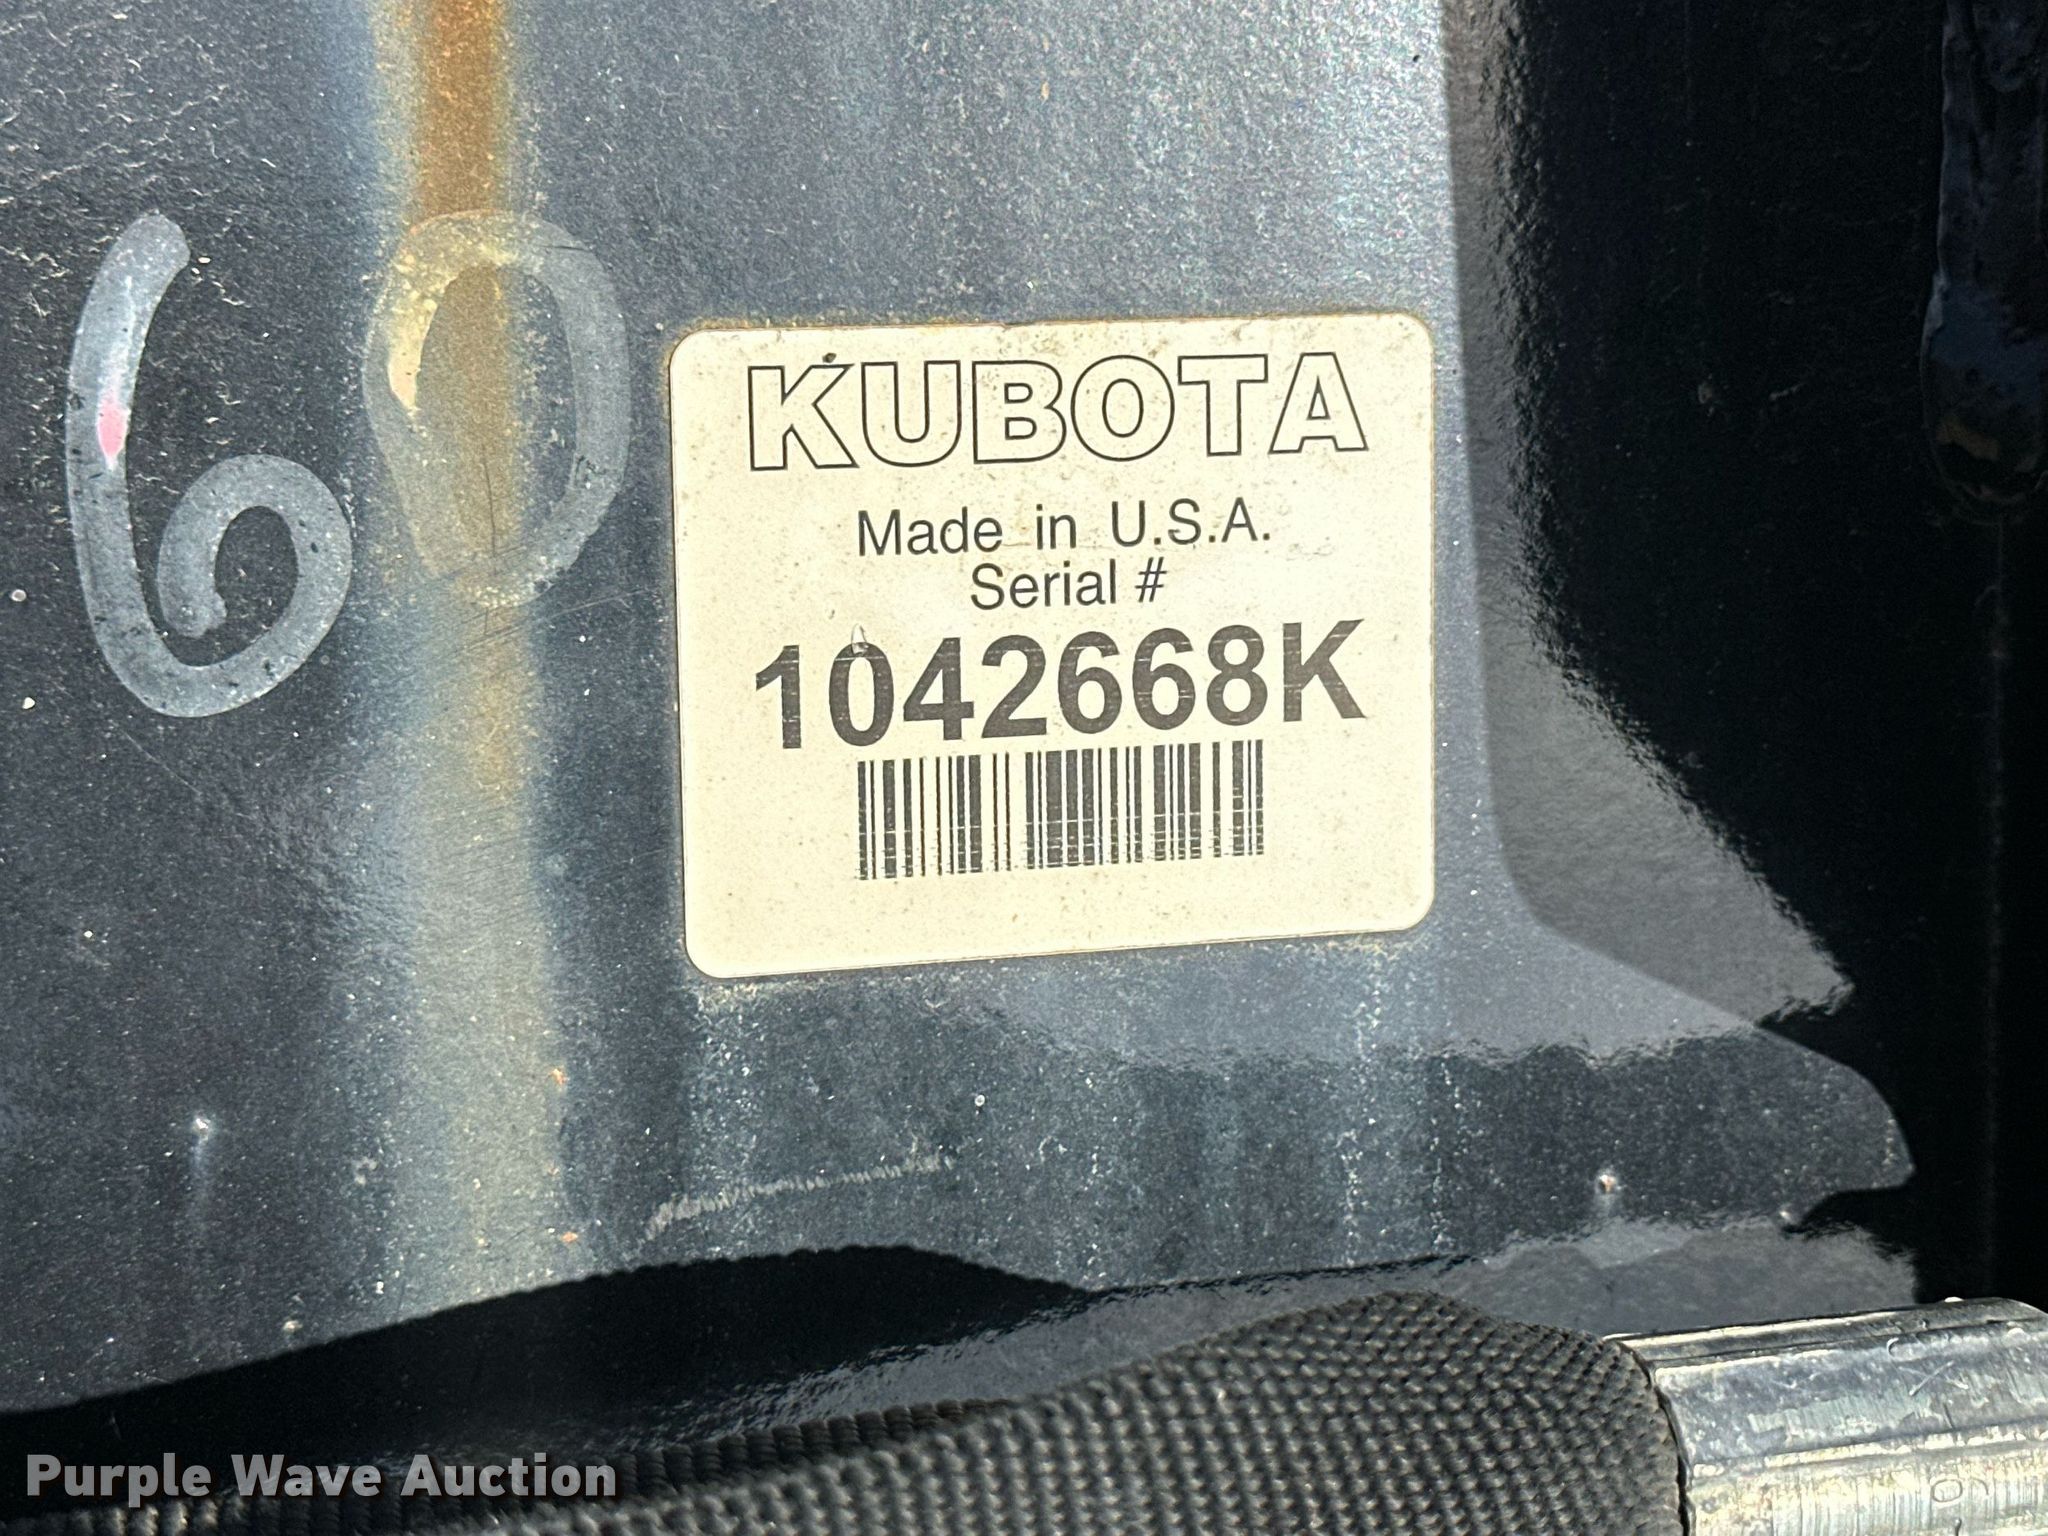 60
KUBOTA
Made in U.S.A.
Serial #
1042668K
Purple Wave Auction